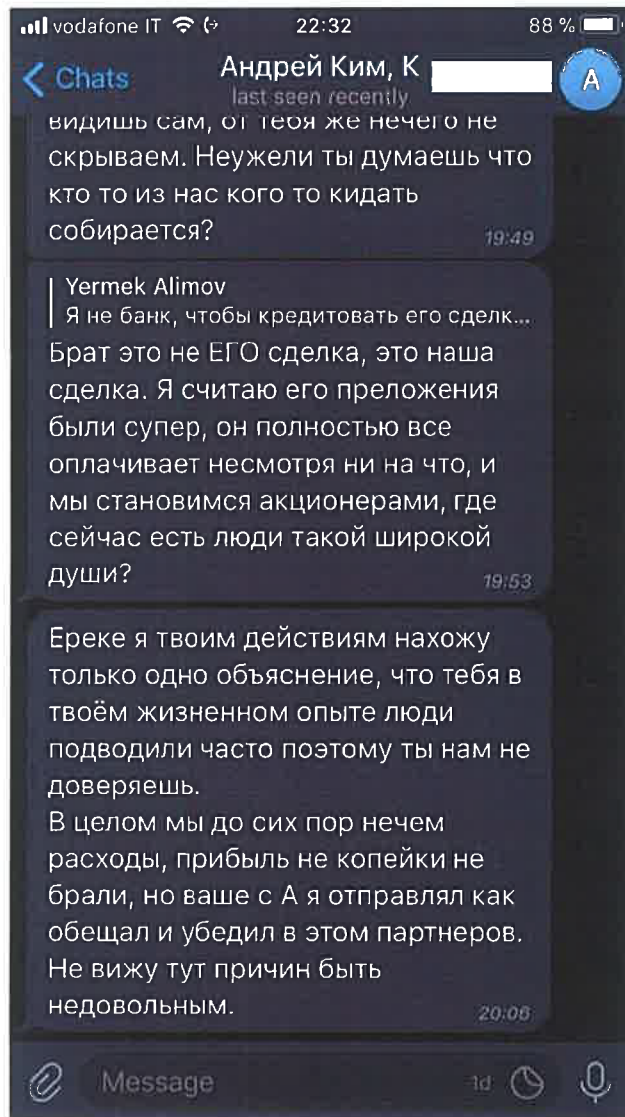 vodafone IT
22:32
88 %
Chats
Андрей Ким, К
last seen recently
A
видишь сам, от тебя же нечего не
скрываем. Неужели ты думаешь что
кто то из нас кого то кидать
собирается?
19:49
Yermek Alimov
Я не банк, чтобы кредитовать его сделк...
Брат это не ЕГО сделка, это наша
сделка. Я считаю его преложения
были супер, он полностью все
оплачивает несмотря ни на что, и
мы становимся акционерами, где
сейчас есть люди такой широкой
души?
19:53
Ереке я твоим действиям нахожу
только одно объяснение, что тебя в
твоём жизненном опыте люди
подводили часто поэтому ты нам не
доверяешь.
В целом мы до сих пор нечем
расходы, прибыль не копейки не
брали, но ваше с А я отправлял как
обещал и убедил в этом партнеров.
Не вижу тут причин быть
недовольным.
20:06
Message
1d